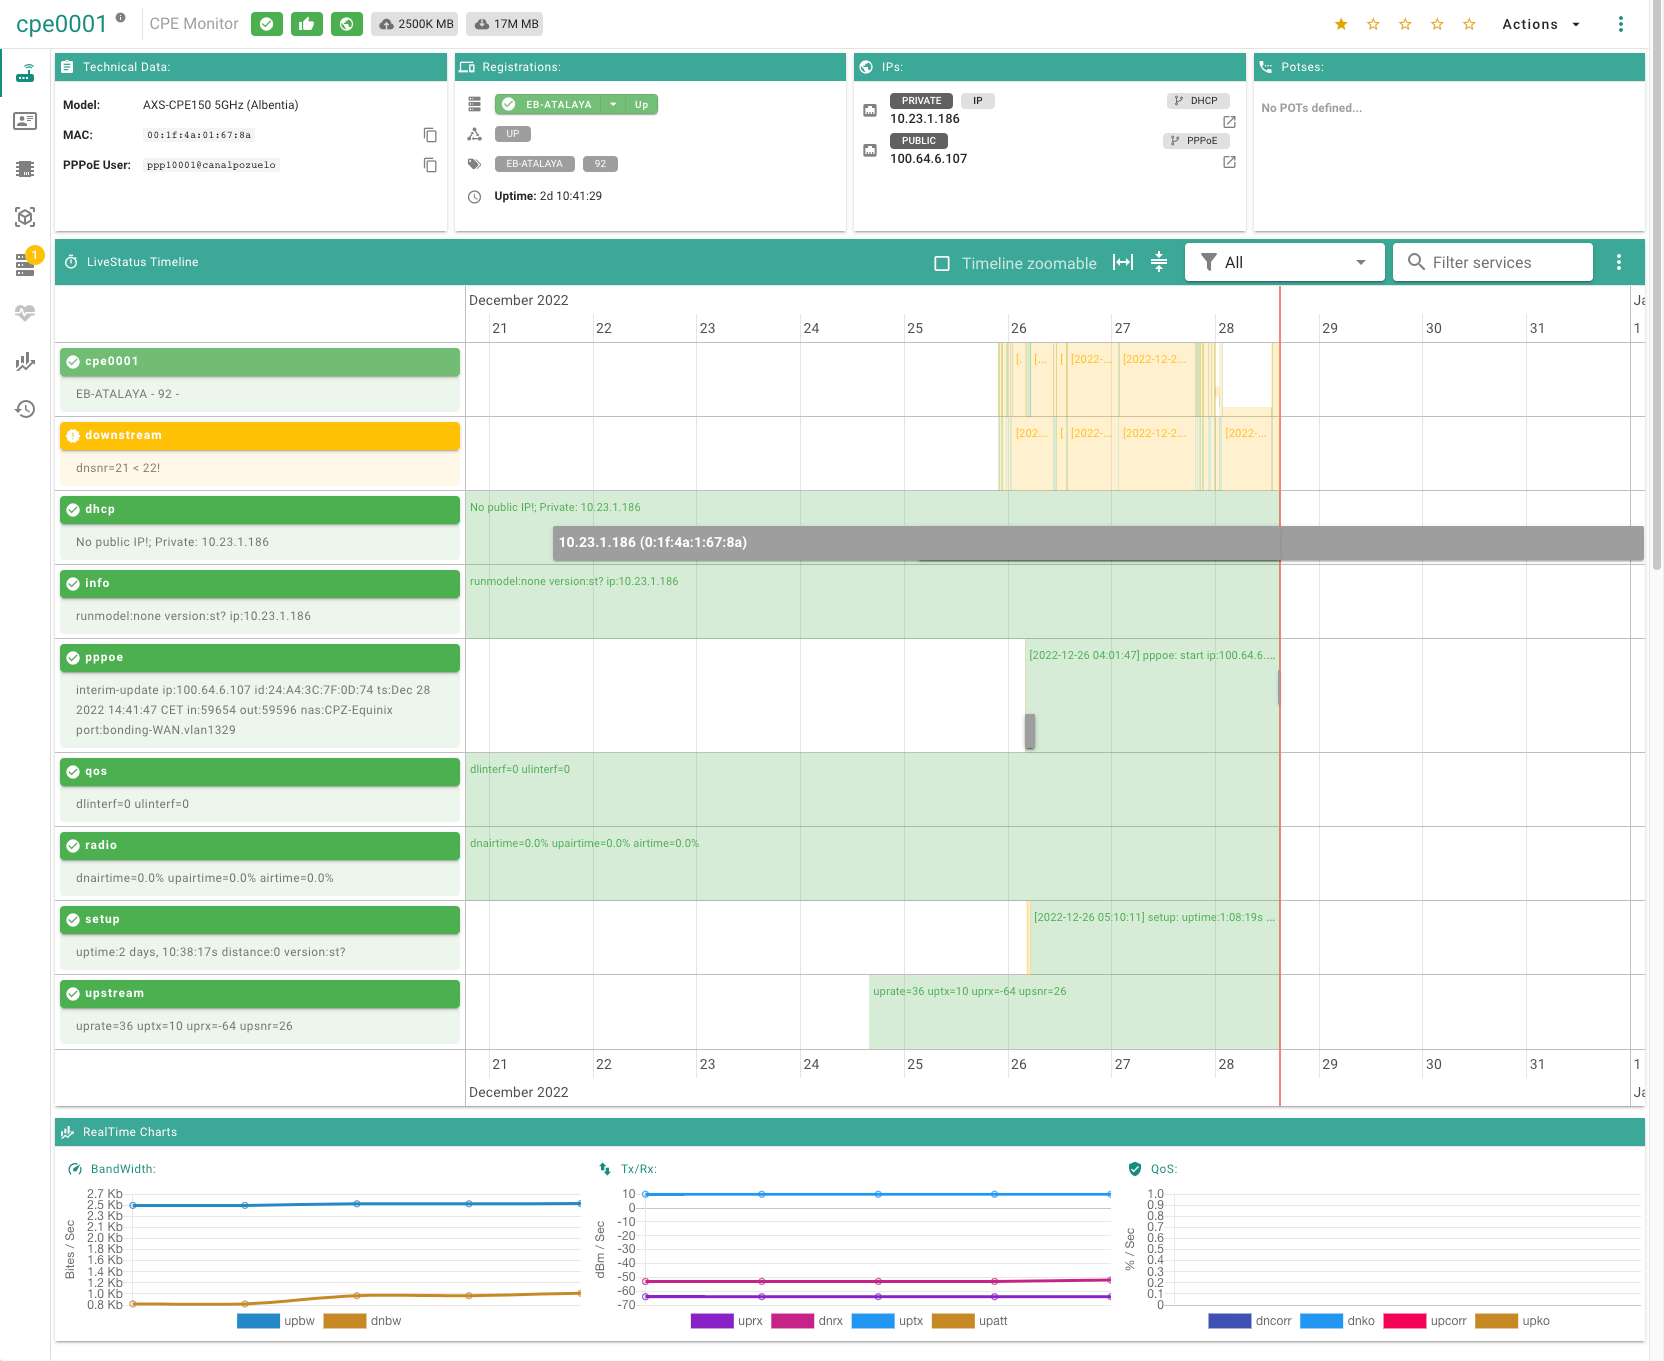 cpe0001
CPE Monitor
2500K MB
17M MB
Actions
Technical Data:
Model: AXS-CPE150 5GHz (Albentia)
MAC: 00:1f:4a:01:67:8a
PPPoE User: ppp10001@canalpozuelo
Registrations:
EB-ATALAYA Up
UP
EB-ATALAYA 92
Uptime: 2d 10:41:29
IPs:
PRIVATE IP DHCP
10.23.1.186
PUBLIC PPPoE
100.64.6.107
Potses:
No POTs defined...
1
LiveStatus Timeline
Timeline zoomable
All
Filter services
December 2022 Ja
21 22 23 24 25 26 27 28 29 30 31 1
cpe0001
EB-ATALAYA - 92 -
[. [... [ [2022-... [2022-12-2...
downstream
dnsnr=21 < 22!
[202... [ [2022-... [2022-12-2... [2022-...
dhcp
No public IP!; Private: 10.23.1.186
No public IP!; Private: 10.23.1.186
10.23.1.186 (0:1f:4a:1:67:8a)
info
runmodel:none version:st? ip:10.23.1.186
runmodel:none version:st? ip:10.23.1.186
pppoe
interim-update ip:100.64.6.107 id:24:A4:3C:7F:0D:74 ts:Dec 28
2022 14:41:47 CET in:59654 out:59596 nas:CPZ-Equinix
port:bonding-WAN.vlan1329
[2022-12-26 04:01:47] pppoe: start ip:100.64.6....
qos
dlinterf=0 ulinterf=0
dlinterf=0 ulinterf=0
radio
dnairtime=0.0% upairtime=0.0% airtime=0.0%
dnairtime=0.0% upairtime=0.0% airtime=0.0%
setup
uptime:2 days, 10:38:17s distance:0 version:st?
[2022-12-26 05:10:11] setup: uptime:1:08:19s ...
upstream
uprate=36 uptx=10 uprx=-64 upsnr=26
uprate=36 uptx=10 uprx=-64 upsnr=26
21 22 23 24 25 26 27 28 29 30 31 1
December 2022 Ja
RealTime Charts
BandWidth:
Bites / Sec
2.7 Kb
2.5 Kb
2.3 Kb
2.1 Kb
2.0 Kb
1.8 Kb
1.6 Kb
1.4 Kb
1.2 Kb
1.0 Kb
0.8 Kb
upbw dnbw
Tx/Rx:
dBm / Sec
10
0
-10
-20
-30
-40
-50
-60
-70
uprx dnrx uptx upatt
QoS:
% / Sec
1.0
0.9
0.8
0.7
0.6
0.5
0.4
0.3
0.2
0.1
0
dncorr dnko upcorr upko